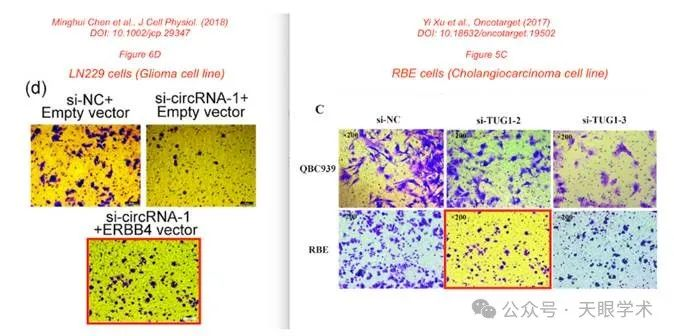 Minghui Chen et al., J Cell Physiol. (2018)
DOI: 10.1002/jcp.29347
Figure 6D
LN229 cells (Glioma cell line)
(d)
si-NC+
Empty vector
si-circRNA-1+
Empty vector
si-circRNA-1
+ERBB4 vector
Yi Xu et al., Oncotarget (2017)
DOI: 10.18632/oncotarget.19502
Figure 5C
RBE cells (Cholangiocarcinoma cell line)
C
si-NC
si-TUG1-2
si-TUG1-3
QBC939
×200
×200
×200
RBE
×200
×200
公众号 · 天眼学术